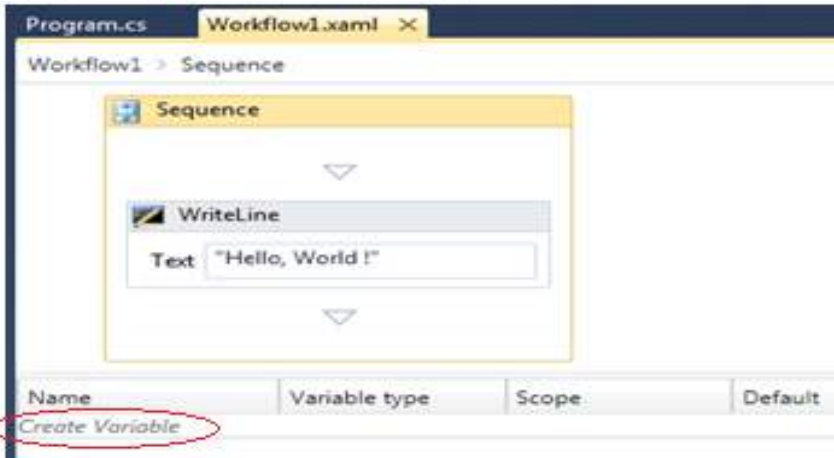 Program.cs Workflow1.xaml
Workflow1 > Sequence
Sequence
WriteLine
Text "Hello, World !"
Name Variable type Scope Default
Create Variable